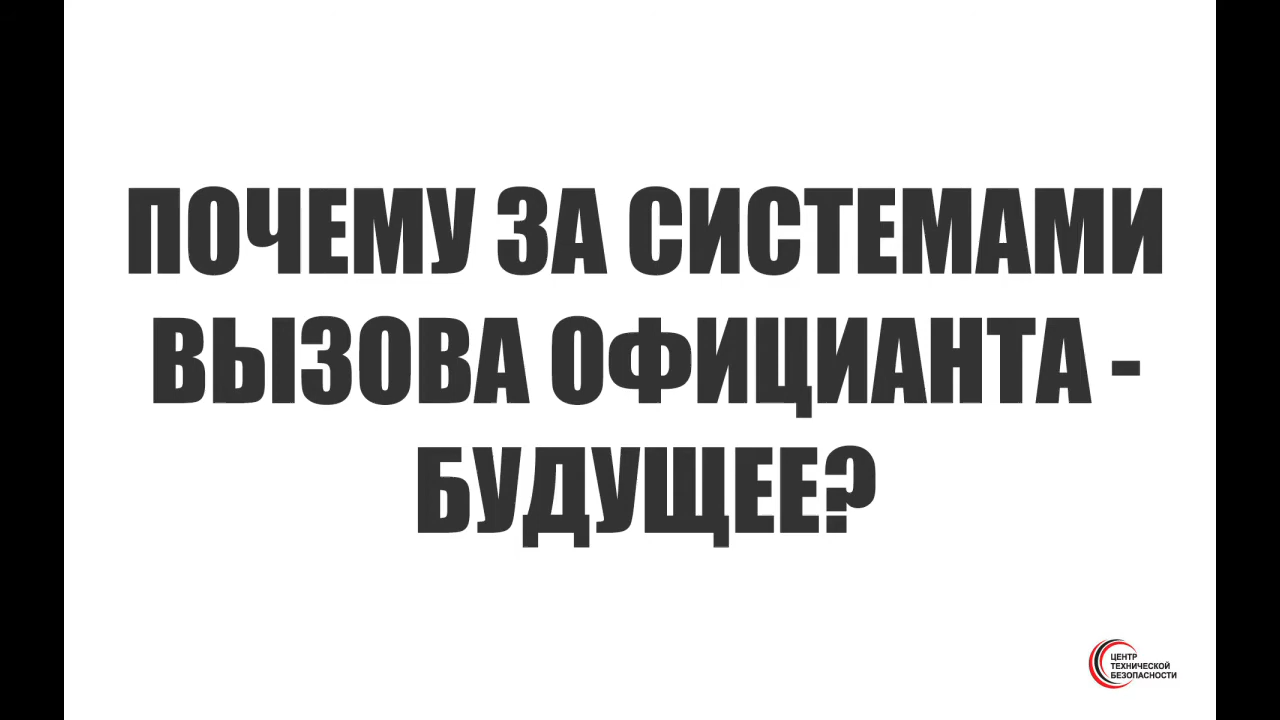 ПОЧЕМУ ЗА СИСТЕМАМИ
ВЫЗОВА ОФИЦИАНТА -
БУДУЩЕЕ?
ЦЕНТР
ТЕХНИЧЕСКОЙ
БЕЗОПАСНОСТИ